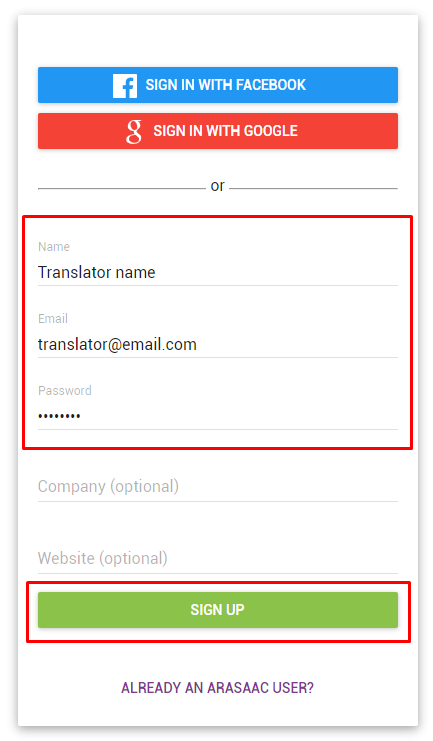 SIGN IN WITH FACEBOOK
SIGN IN WITH GOOGLE
or
Name
Translator name
Email
translator@email.com
Password
••••••••
Company (optional)
Website (optional)
SIGN UP
ALREADY AN ARASAAC USER?